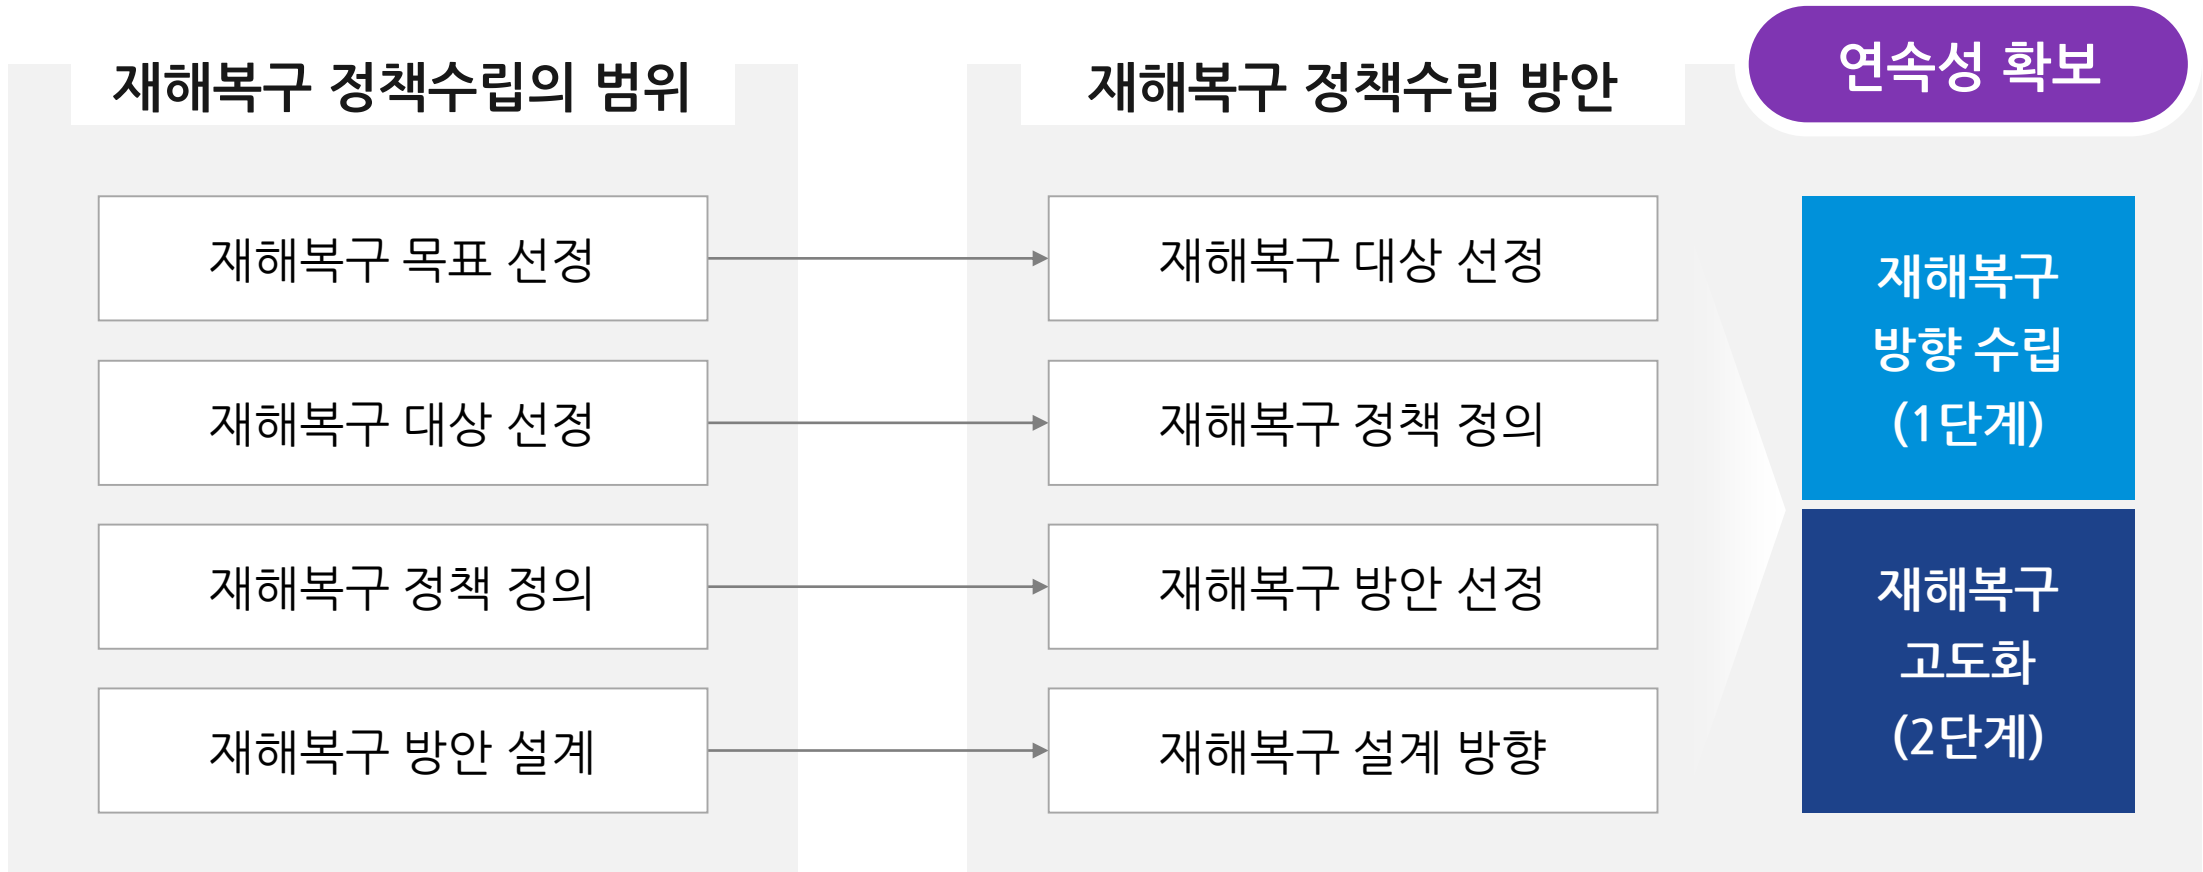 재해복구 정책수립의 범위
재해복구 목표 선정
재해복구 대상 선정
재해복구 정책 정의
재해복구 방안 설계
재해복구 정책수립 방안
재해복구 대상 선정
재해복구 정책 정의
재해복구 방안 선정
재해복구 설계 방향
연속성 확보
재해복구
방향 수립
(1단계)
재해복구
고도화
(2단계)